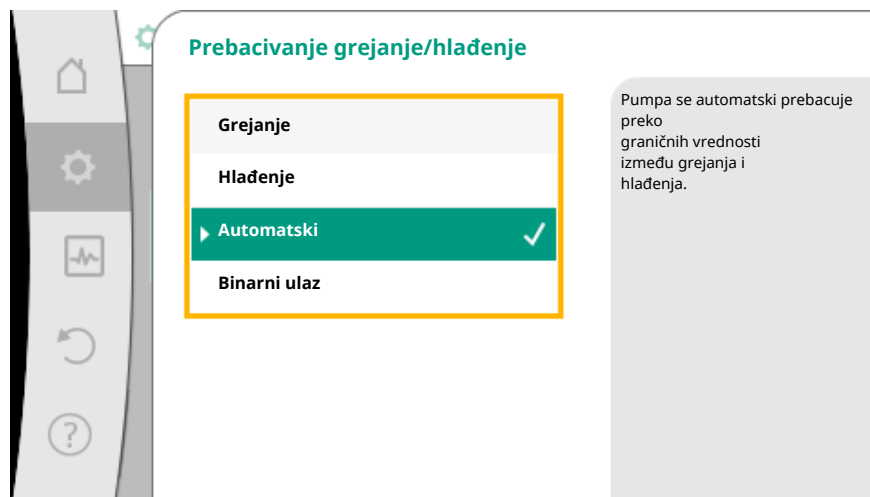 Prebacivanje grejanje/hlađenje
Grejanje
Hlađenje
Automatski
Binarni ulaz
Pumpa se automatski prebacuje
preko
graničnih vrednosti
između grejanja i
hlađenja.